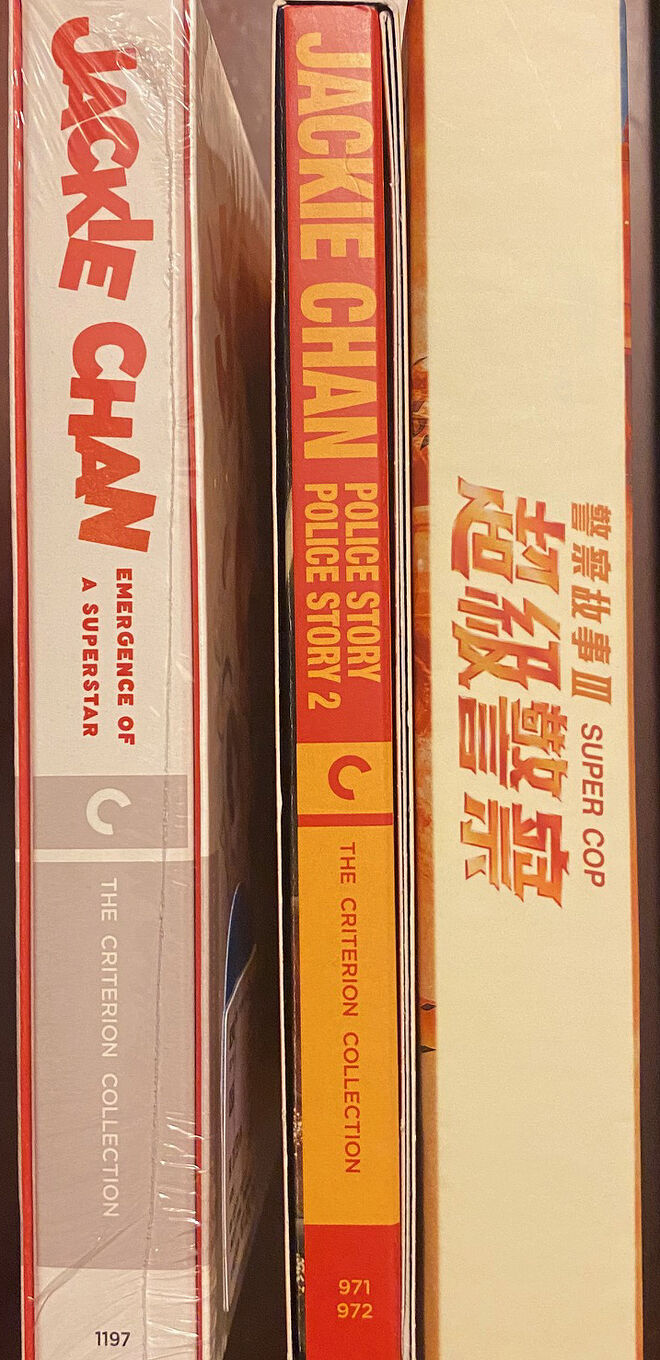 JACKIE CHAN
EMERGENCE OF
A SUPERSTAR
THE CRITERION COLLECTION
1197
JACKIE CHAN
POLICE STORY
POLICE STORY 2
THE CRITERION COLLECTION
971
972
警察故事III SUPER COP
超級警察